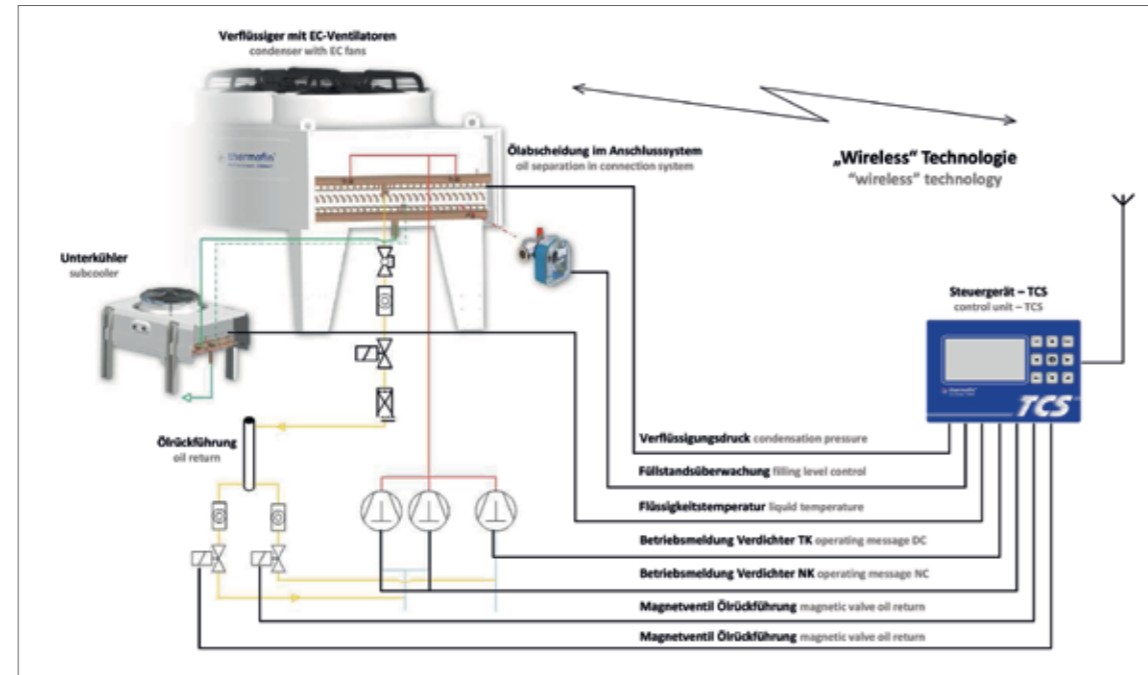 Verflüssiger mit EC-Ventilatoren
condenser with EC fans
thermofin®
Ölabscheidung im Anschlusssystem
oil separation in connection system
„Wireless“ Technologie
“wireless” technology
Unterkühler
subcooler
Steuergerät – TCS
control unit – TCS
thermofin
TCS
Ölrückführung
oil return
Verflüssigungsdruck condensation pressure
Füllstandsüberwachung filling level control
Flüssigkeitstemperatur liquid temperature
Betriebsmeldung Verdichter TK operating message DC
Betriebsmeldung Verdichter NK operating message NC
Magnetventil Ölrückführung magnetic valve oil return
Magnetventil Ölrückführung magnetic valve oil return